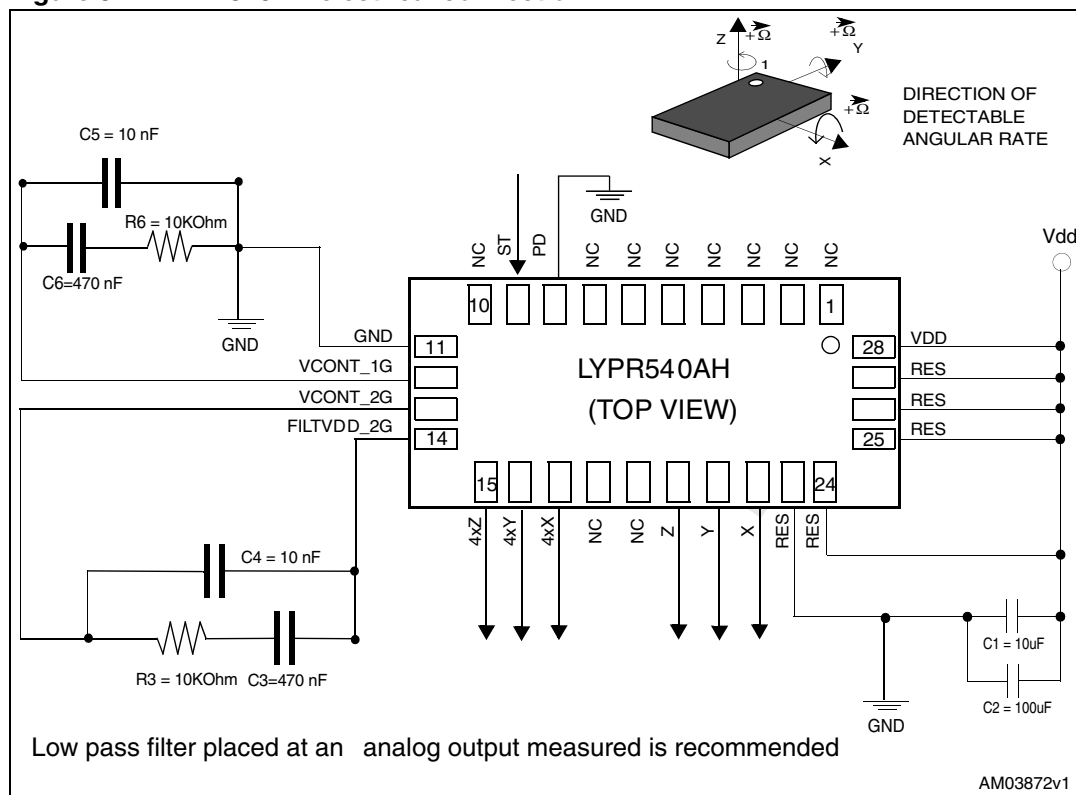 Z
+Ω
1
+Ω
Y
+Ω
X
DIRECTION OF
DETECTABLE
ANGULAR RATE
C5 = 10 nF
R6 = 10KOhm
C6=470 nF
GND
GND
Vdd
NC
ST
PD
NC
NC
NC
NC
NC
NC
NC
10
1
GND
11
VCONT_1G
VCONT_2G
FILTVDD_2G
14
LYPR540AH
(TOP VIEW)
28
VDD
RES
RES
25
RES
15
24
4xZ
4xY
4xX
NC
NC
Z
Y
X
RES
RES
C4 = 10 nF
R3 = 10KOhm
C3=470 nF
C1 = 10uF
C2 = 100uF
GND
Low pass filter placed at an analog output measured is recommended
AM03872v1